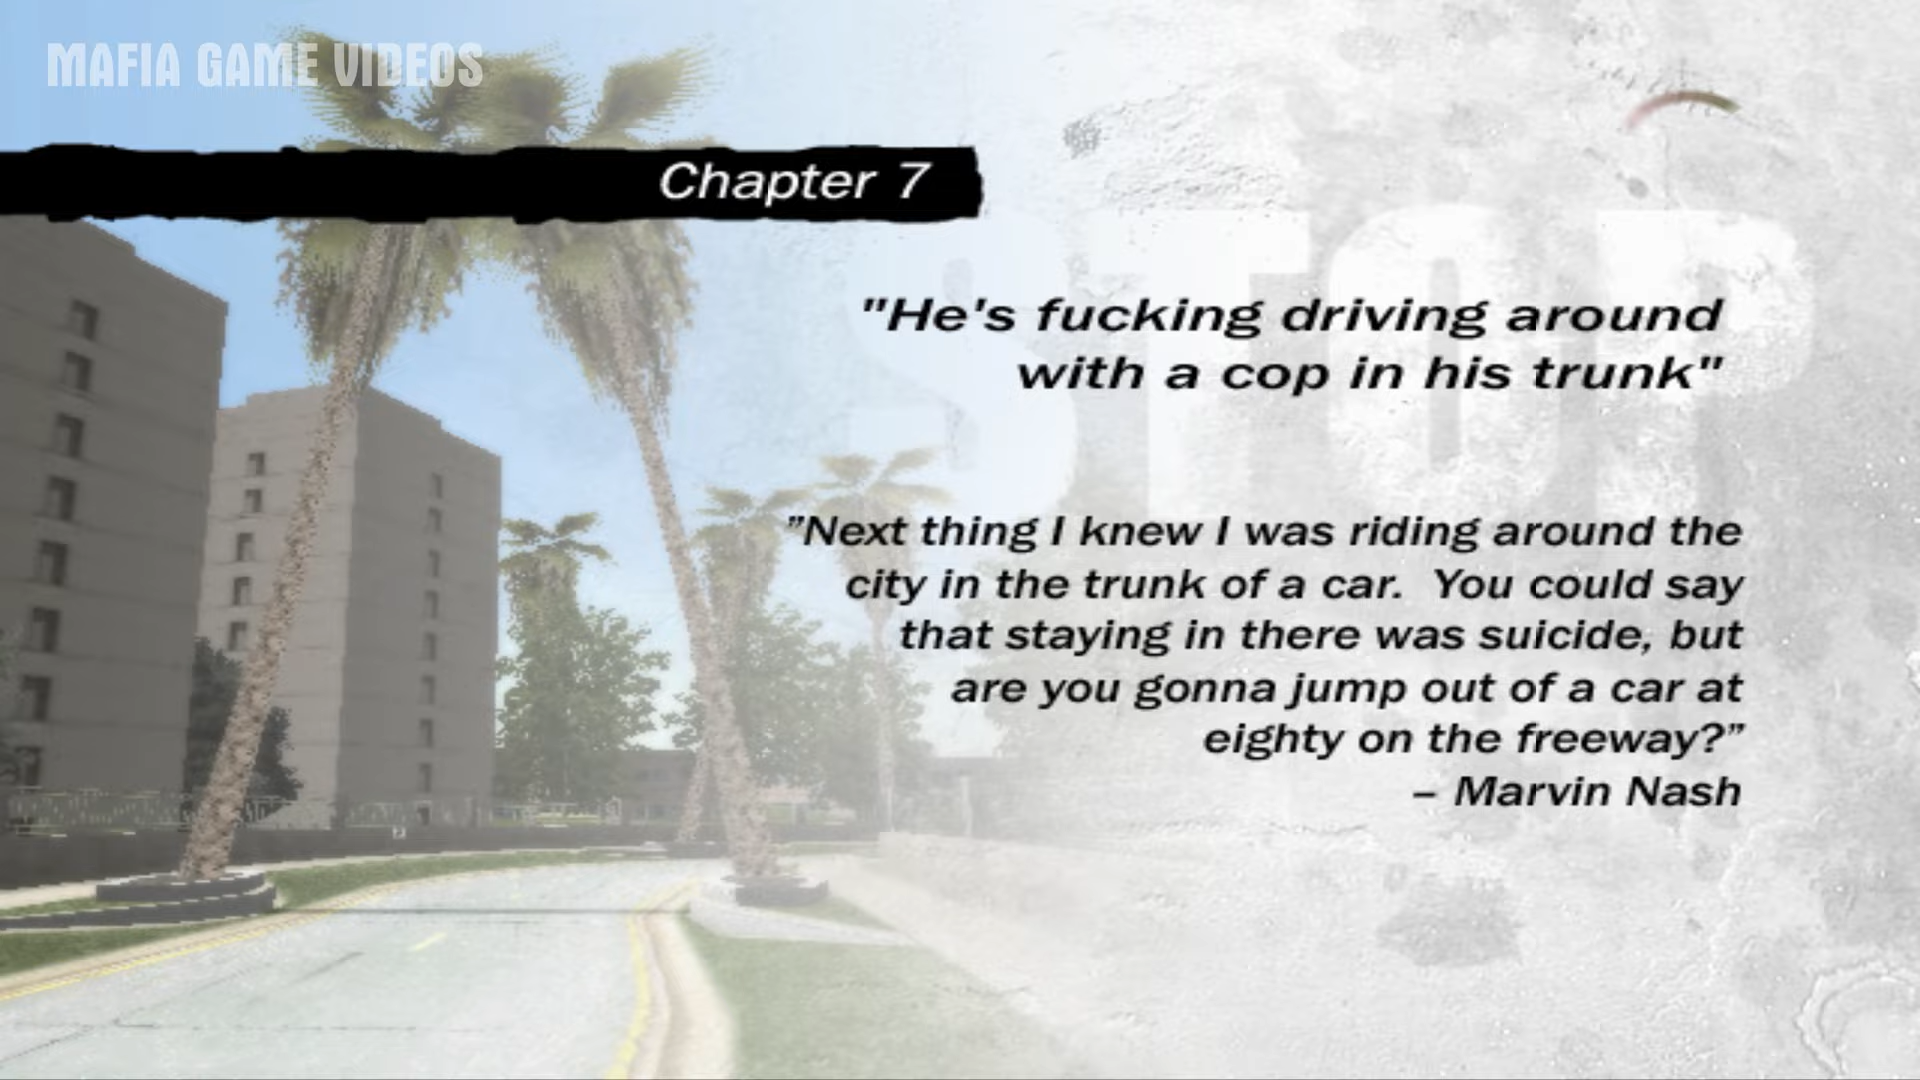 MAFIA GAME VIDEOS
Chapter 7
STOP
"He's fucking driving around
with a cop in his trunk"
"Next thing I knew I was riding around the
city in the trunk of a car.  You could say
that staying in there was suicide, but
are you gonna jump out of a car at
eighty on the freeway?"
– Marvin Nash